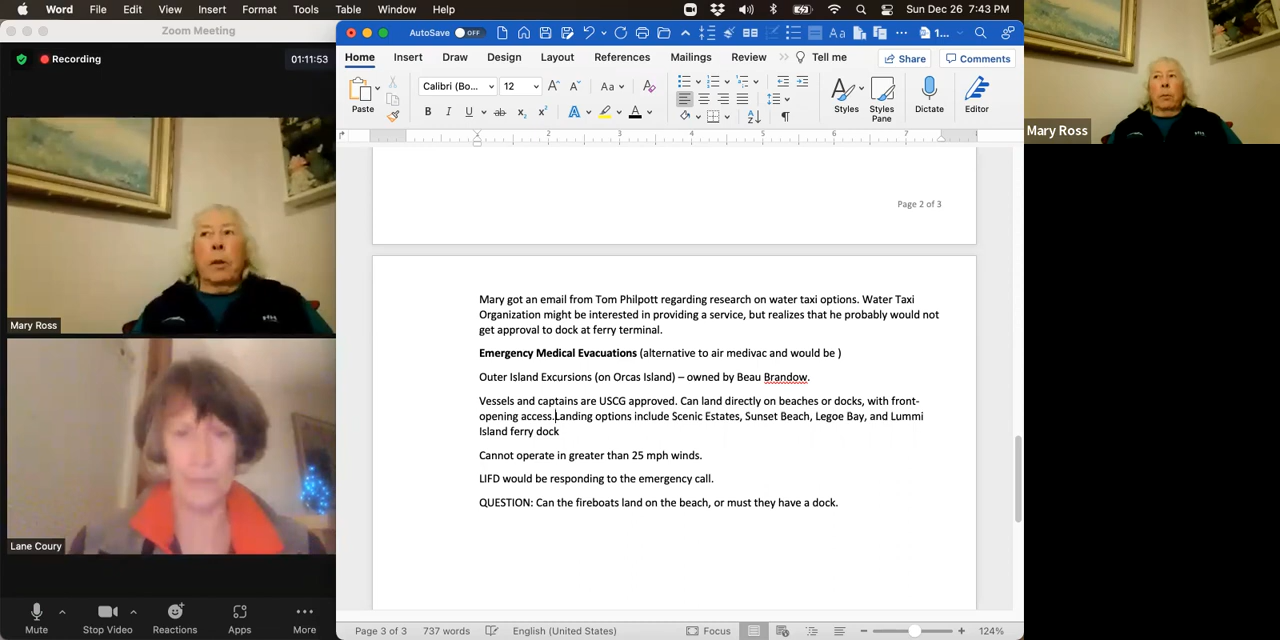 Word File Edit View Insert Format Tools Table Window Help Sun Dec 26 7:43 PM
Zoom Meeting
Recording 01:11:53
AutoSave OFF 1...
Home Insert Draw Design Layout References Mailings Review Tell me Share Comments
Paste Calibri (Bo... 12 Aa Styles Styles Pane Dictate Editor
2 3 4 5 6 7
Page 2 of 3
Mary got an email from Tom Philpott regarding research on water taxi options. Water Taxi
Organization might be interested in providing a service, but realizes that he probably would not
get approval to dock at ferry terminal.
Emergency Medical Evacuations (alternative to air medivac and would be )
Outer Island Excursions (on Orcas Island) – owned by Beau Brandow.
Vessels and captains are USCG approved. Can land directly on beaches or docks, with front-
opening access.Landing options include Scenic Estates, Sunset Beach, Legoe Bay, and Lummi
Island ferry dock
Cannot operate in greater than 25 mph winds.
LIFD would be responding to the emergency call.
QUESTION: Can the fireboats land on the beach, or must they have a dock.
Mary Ross
Lane Coury
Mary Ross
Mute Stop Video Reactions Apps More
Page 3 of 3 737 words English (United States) Focus 124%